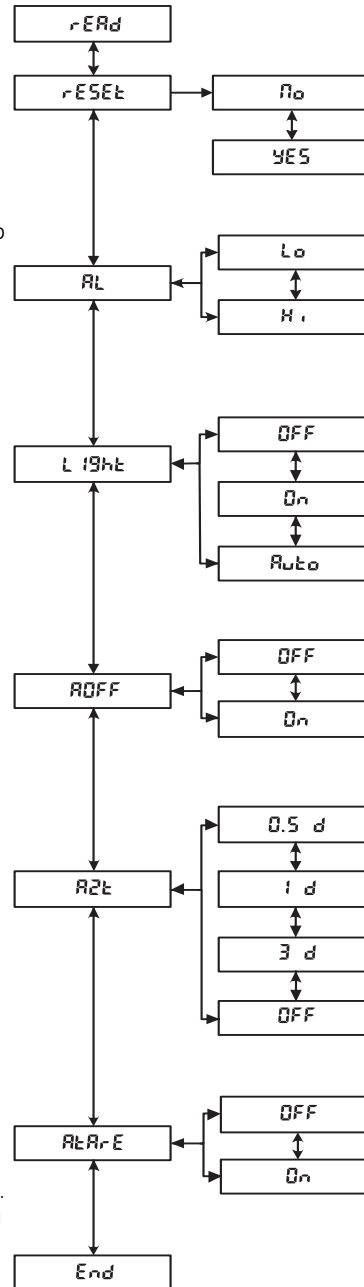 rEAd
rESEt
No
YES
AL
Lo
Hi
LIGHt
OFF
On
Auto
AOFF
OFF
On
AZt
0.5 d
1 d
3 d
OFF
AtArE
OFF
On
End